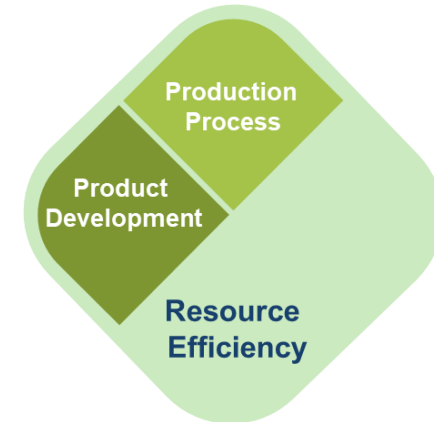 Production
Process
Product
Development
Resource
Efficiency